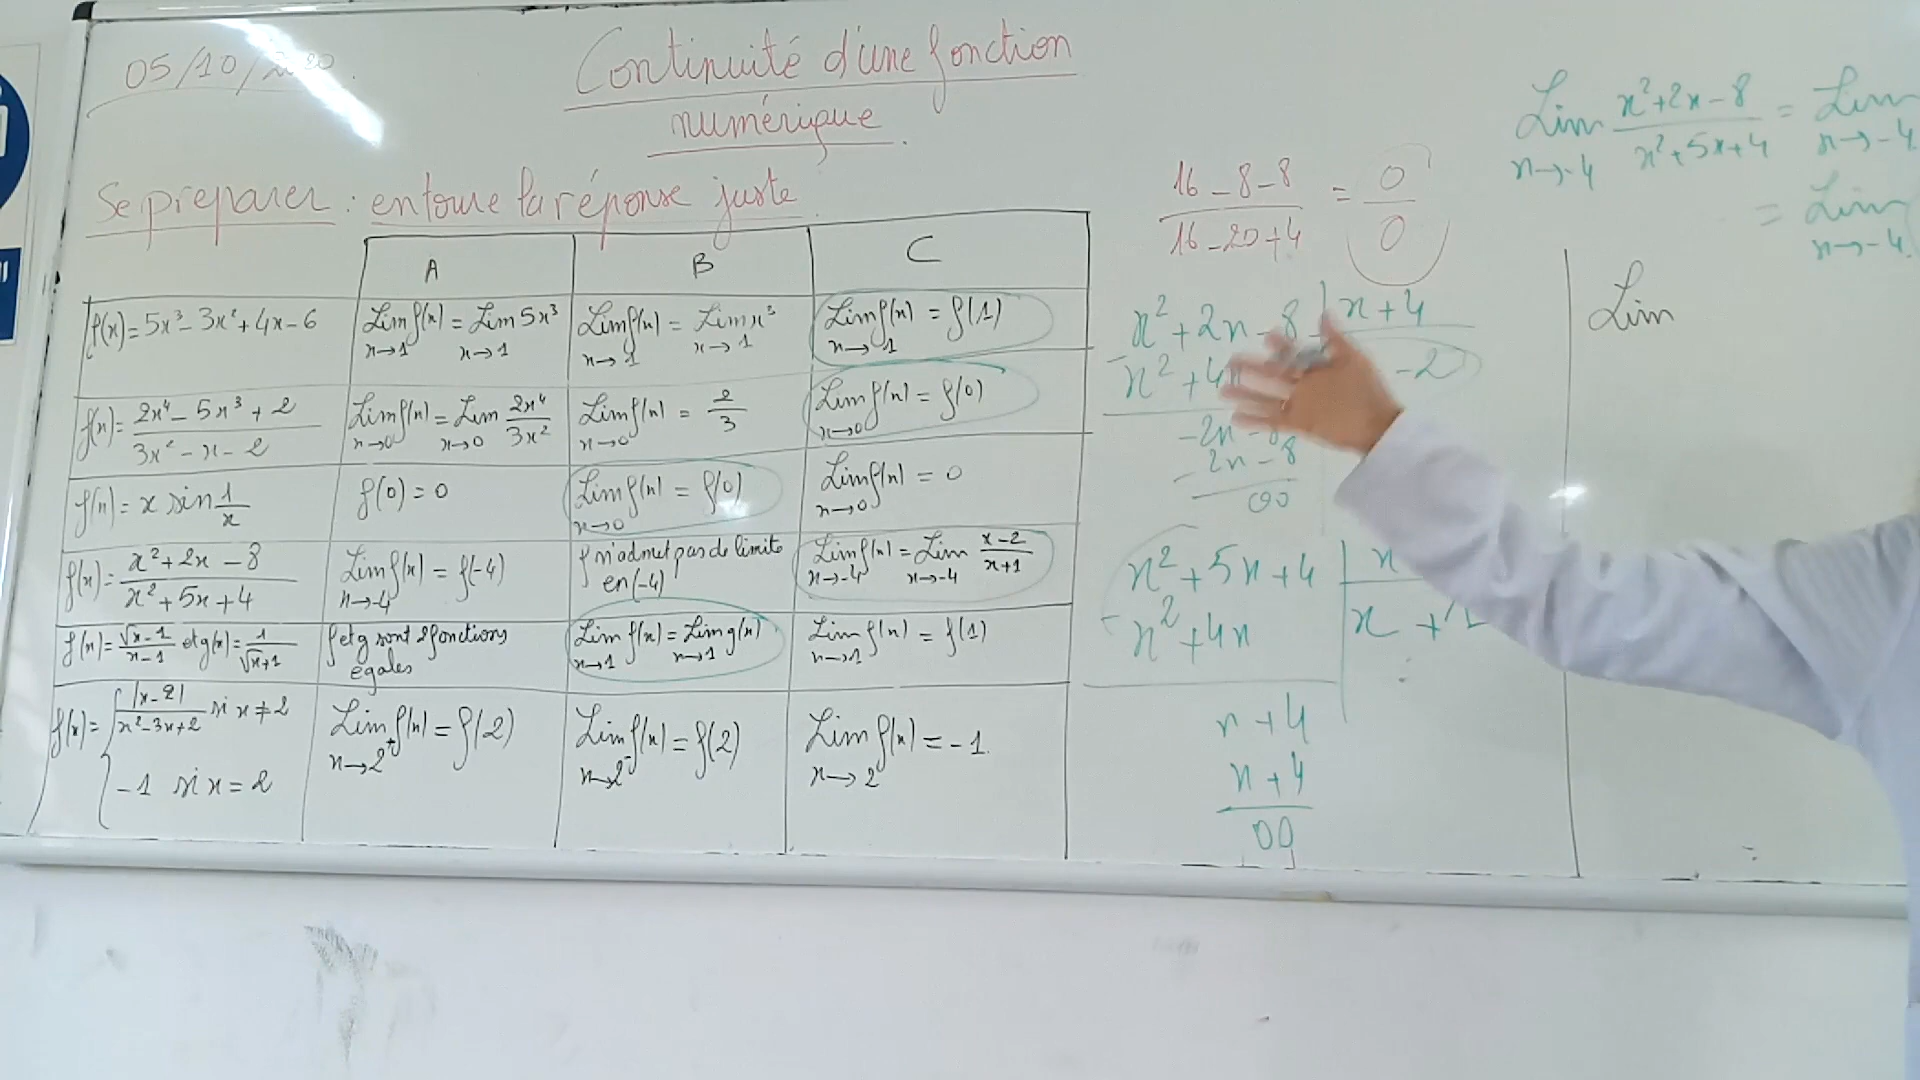 05/10/2020
Continuité d'une fonction
numérique.
Se préparer : entoure la réponse juste
A B C
f(x) = 5x³ - 3x² + 4x - 6
Lim f(x) = Lim 5x³
x→1 x→1
Lim f(x) = Lim x³
x→1 x→1
Lim f(x) = f(1)
x→1
f(x) = (2x⁴ - 5x³ + 2)/(3x² - x - 2)
Lim f(x) = Lim 2x⁴/3x²
x→0 x→0
Lim f(x) = 2/3
x→0
Lim f(x) = f(0)
x→0
f(x) = x sin 1/x
f(0) = 0
Lim f(x) = f(0)
x→0
Lim f(x) = 0
x→0
f(x) = (x² + 2x - 8)/(x² + 5x + 4)
Lim f(x) = f(-4)
x→-4
f n'admet pas de limite
en (-4)
Lim f(x) = Lim (x-2)/(x+1)
x→-4 x→-4
f(x) = (√x-1)/(x-1) et g(x) = 1/(√x+1)
f et g sont 2 fonctions
égales
Lim f(x) = Lim g(x)
x→1 x→1
Lim f(x) = f(1)
x→1
f(x) = { |x-2|/(x²-3x+2) si x ≠ 2
-1 si x = 2
Lim f(x) = f(2)
x→2⁺
Lim f(x) = f(2)
x→2⁻
Lim f(x) = -1
x→2
(16 - 8 - 8)/(16 - 20 + 4) = 0/0
x² + 2x - 8 | x + 4
- x² + 4x
-2
-2x - 8
- 2x - 8
00
x² + 5x + 4 | x
- x² + 4x
x +
x + 4
x + 4
00
Lim (x² + 2x - 8)/(x² + 5x + 4) = Lim
x→-4 x→-4
= Lim
x→-4
Lim